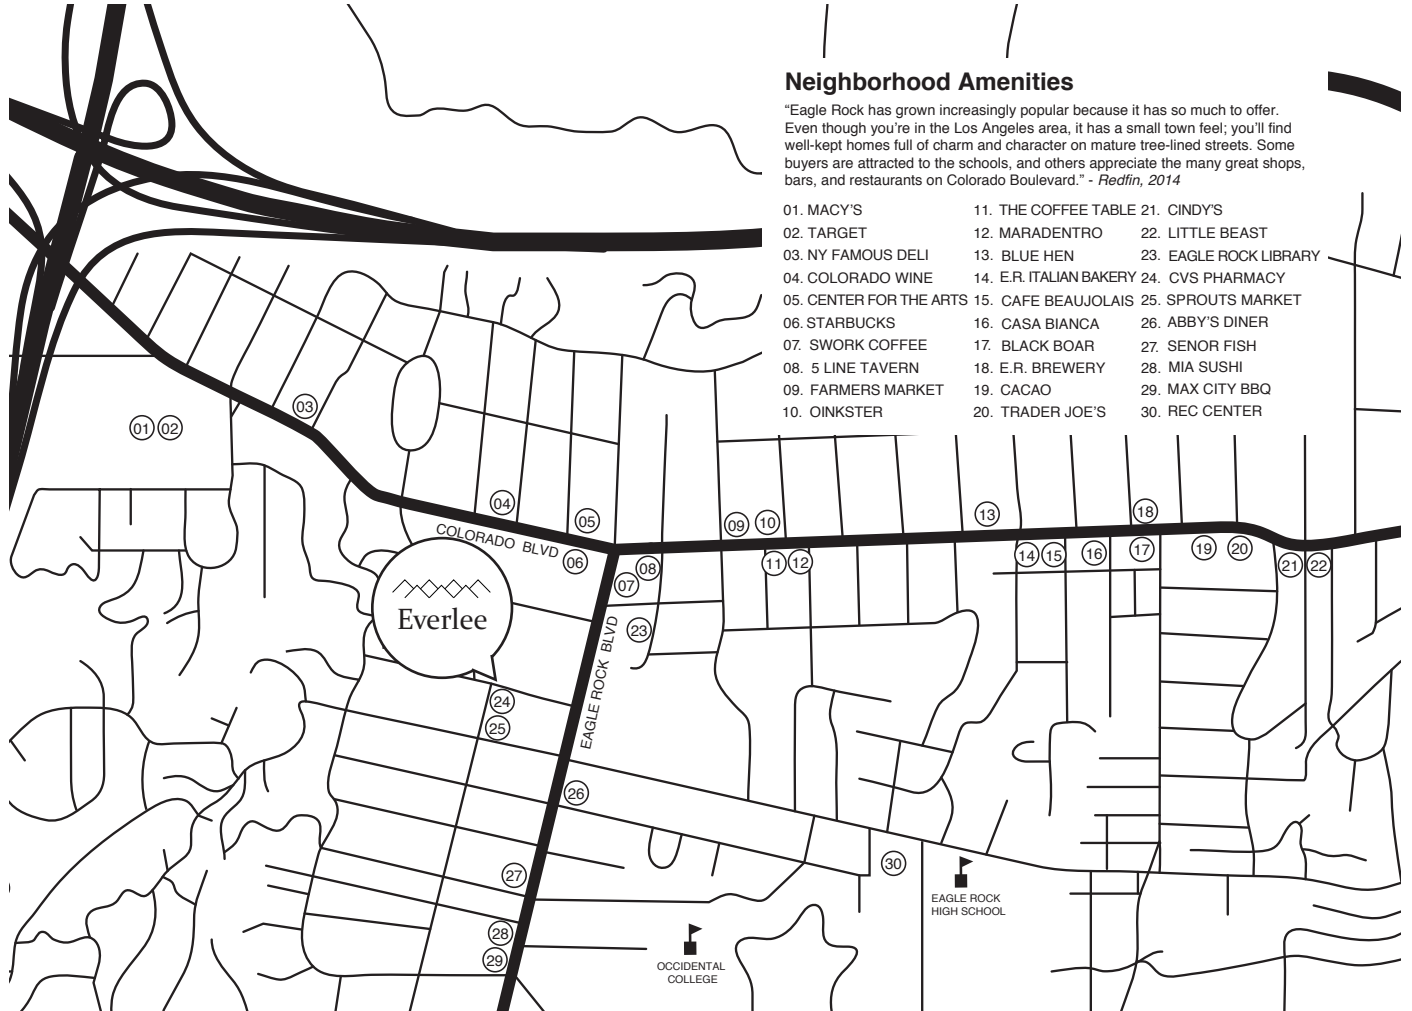 Neighborhood Amenities
“Eagle Rock has grown increasingly popular because it has so much to offer.
Even though you’re in the Los Angeles area, it has a small town feel; you’ll find
well-kept homes full of charm and character on mature tree-lined streets. Some
buyers are attracted to the schools, and others appreciate the many great shops,
bars, and restaurants on Colorado Boulevard.” - Redfin, 2014
01. MACY’S
02. TARGET
03. NY FAMOUS DELI
04. COLORADO WINE
05. CENTER FOR THE ARTS
06. STARBUCKS
07. SWORK COFFEE
08. 5 LINE TAVERN
09. FARMERS MARKET
10. OINKSTER
11. THE COFFEE TABLE
12. MARADENTRO
13. BLUE HEN
14. E.R. ITALIAN BAKERY
15. CAFE BEAUJOLAIS
16. CASA BIANCA
17. BLACK BOAR
18. E.R. BREWERY
19. CACAO
20. TRADER JOE’S
21. CINDY’S
22. LITTLE BEAST
23. EAGLE ROCK LIBRARY
24. CVS PHARMACY
25. SPROUTS MARKET
26. ABBY’S DINER
27. SENOR FISH
28. MIA SUSHI
29. MAX CITY BBQ
30. REC CENTER
03
01 02
04
05
09 10
13
18
COLORADO BLVD
06
07
08
11 12
14 15 16 17 19 20
21 22
Everlee
23
EAGLE ROCK BLVD
24
25
26
27
30
EAGLE ROCK
HIGH SCHOOL
28
29
OCCIDENTAL
COLLEGE